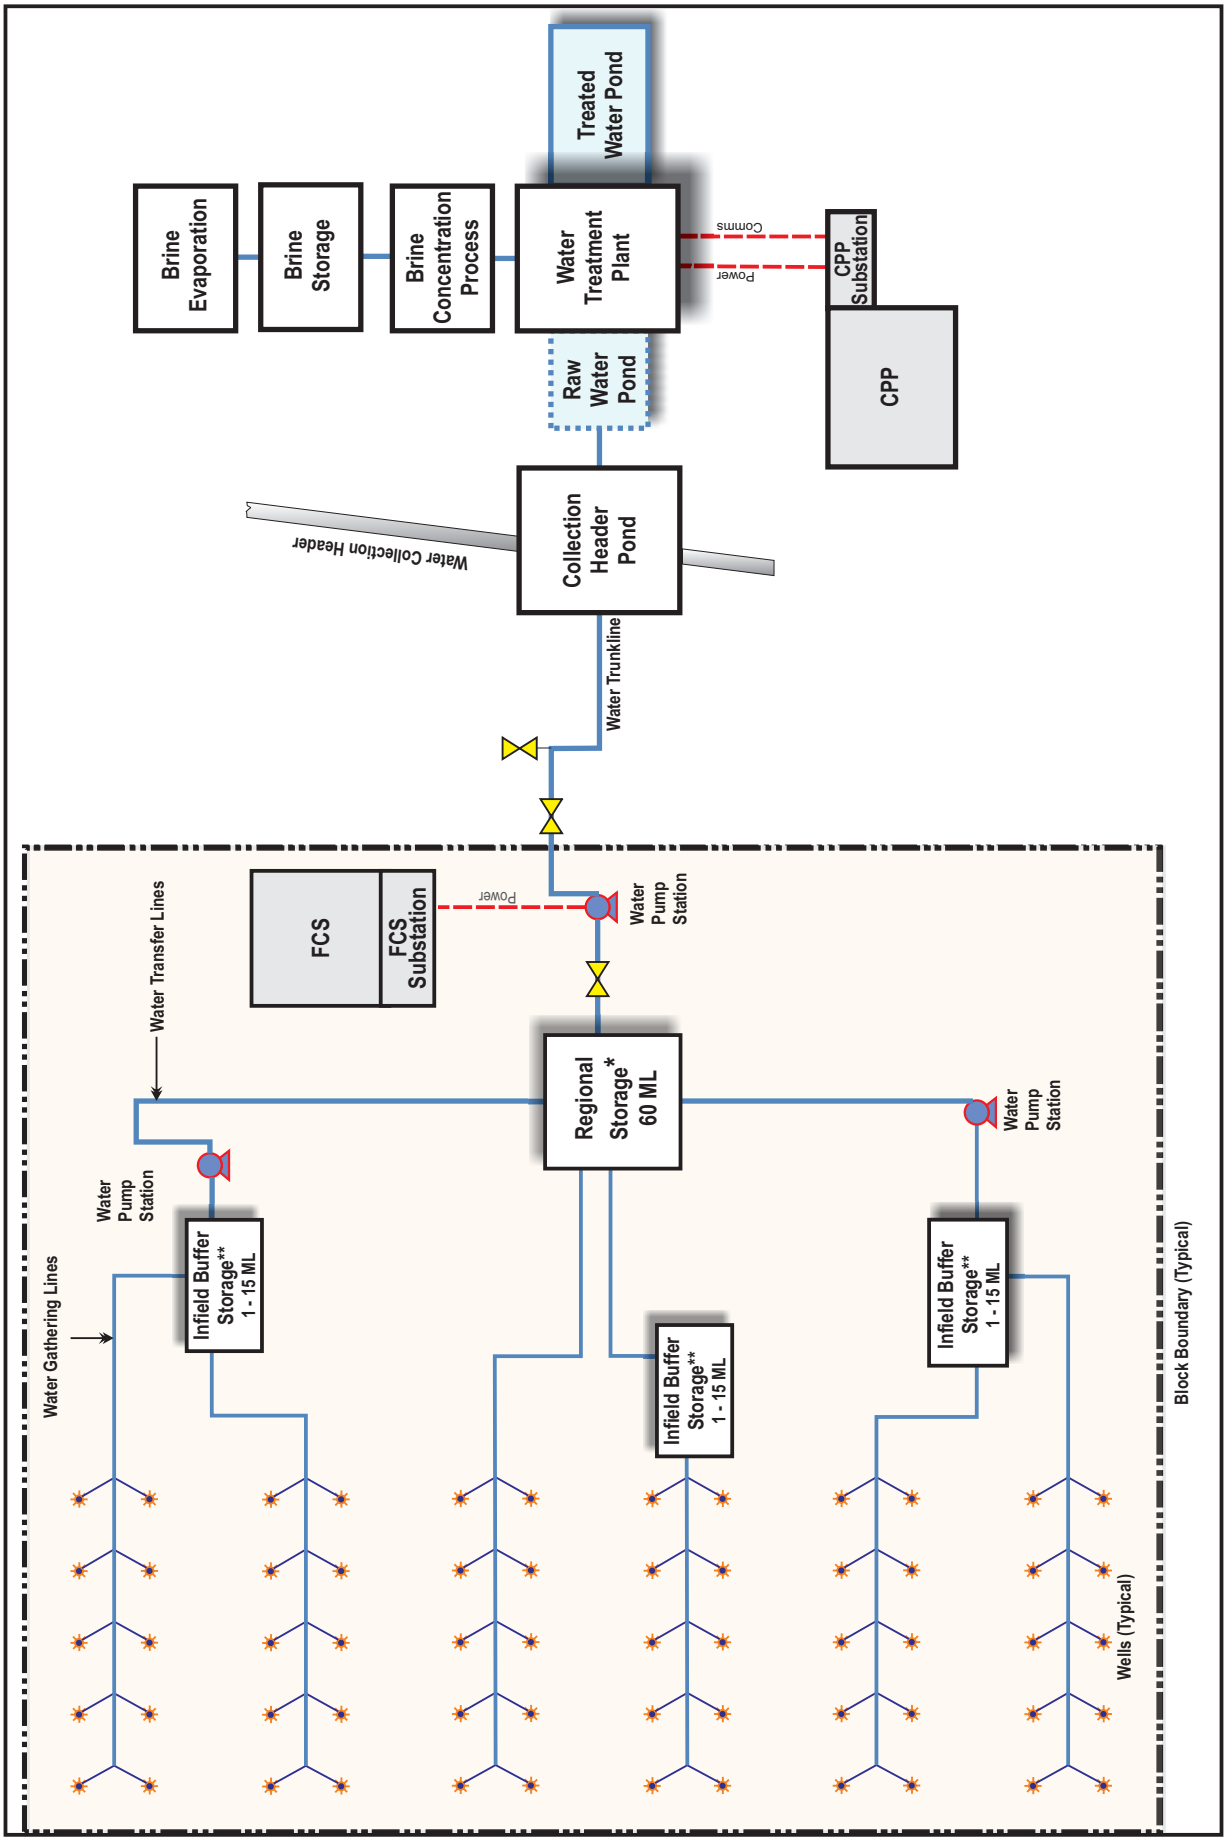 Treated
Water Pond
Brine
Evaporation
Brine
Storage
Brine
Concentration
Process
Water
Treatment
Plant
Comms
Power
CPP
Substation
CPP
Raw
Water
Pond
Collection
Header
Pond
Water Collection Header
Water Trunkline
FCS
FCS
Substation
Power
Water
Pump
Station
Water Transfer Lines
Regional
Storage*
60 ML
Water
Pump
Station
Water
Pump
Station
Water Gathering Lines
Infield Buffer
Storage**
1 - 15 ML
Infield Buffer
Storage**
1 - 15 ML
Infield Buffer
Storage**
1 - 15 ML
Block Boundary (Typical)
Wells (Typical)